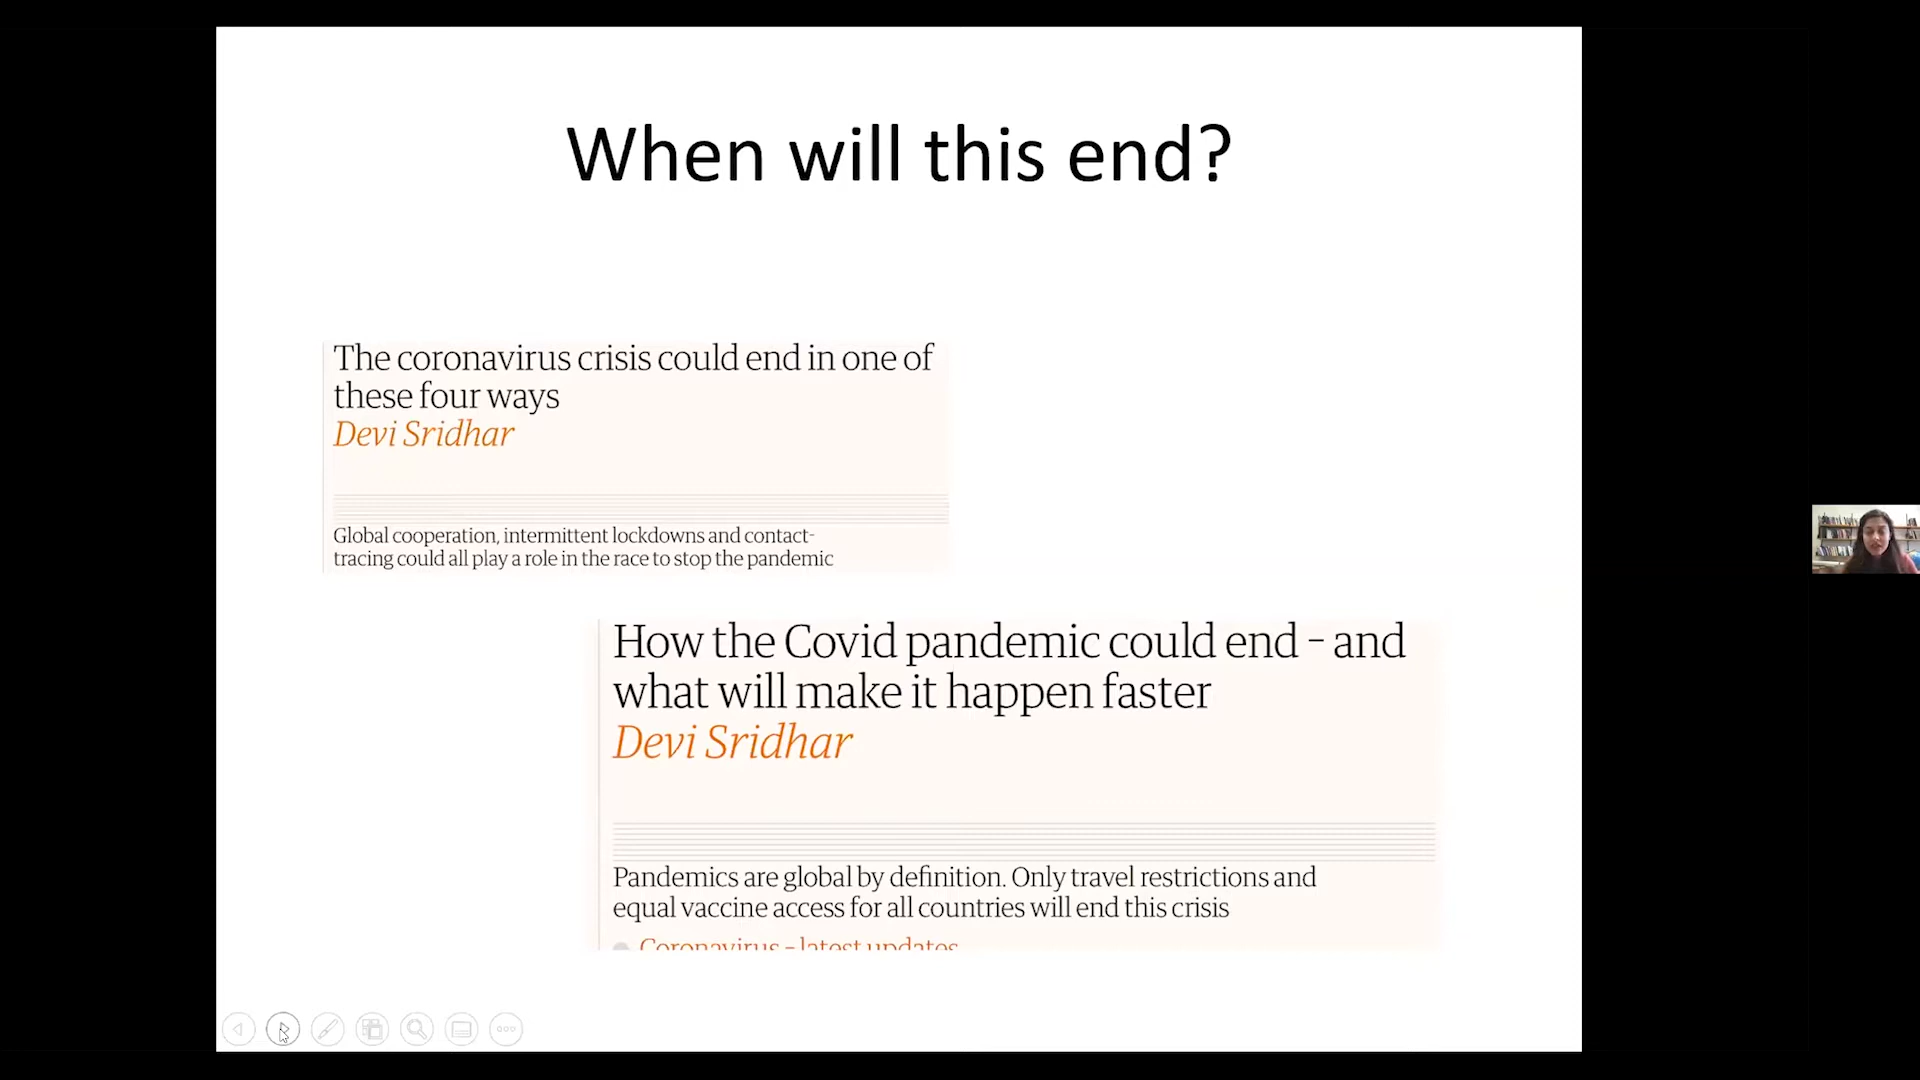 When will this end?
The coronavirus crisis could end in one of
these four ways
Devi Sridhar
Global cooperation, intermittent lockdowns and contact-
tracing could all play a role in the race to stop the pandemic
How the Covid pandemic could end – and
what will make it happen faster
Devi Sridhar
Pandemics are global by definition. Only travel restrictions and
equal vaccine access for all countries will end this crisis
Coronavirus – latest updates